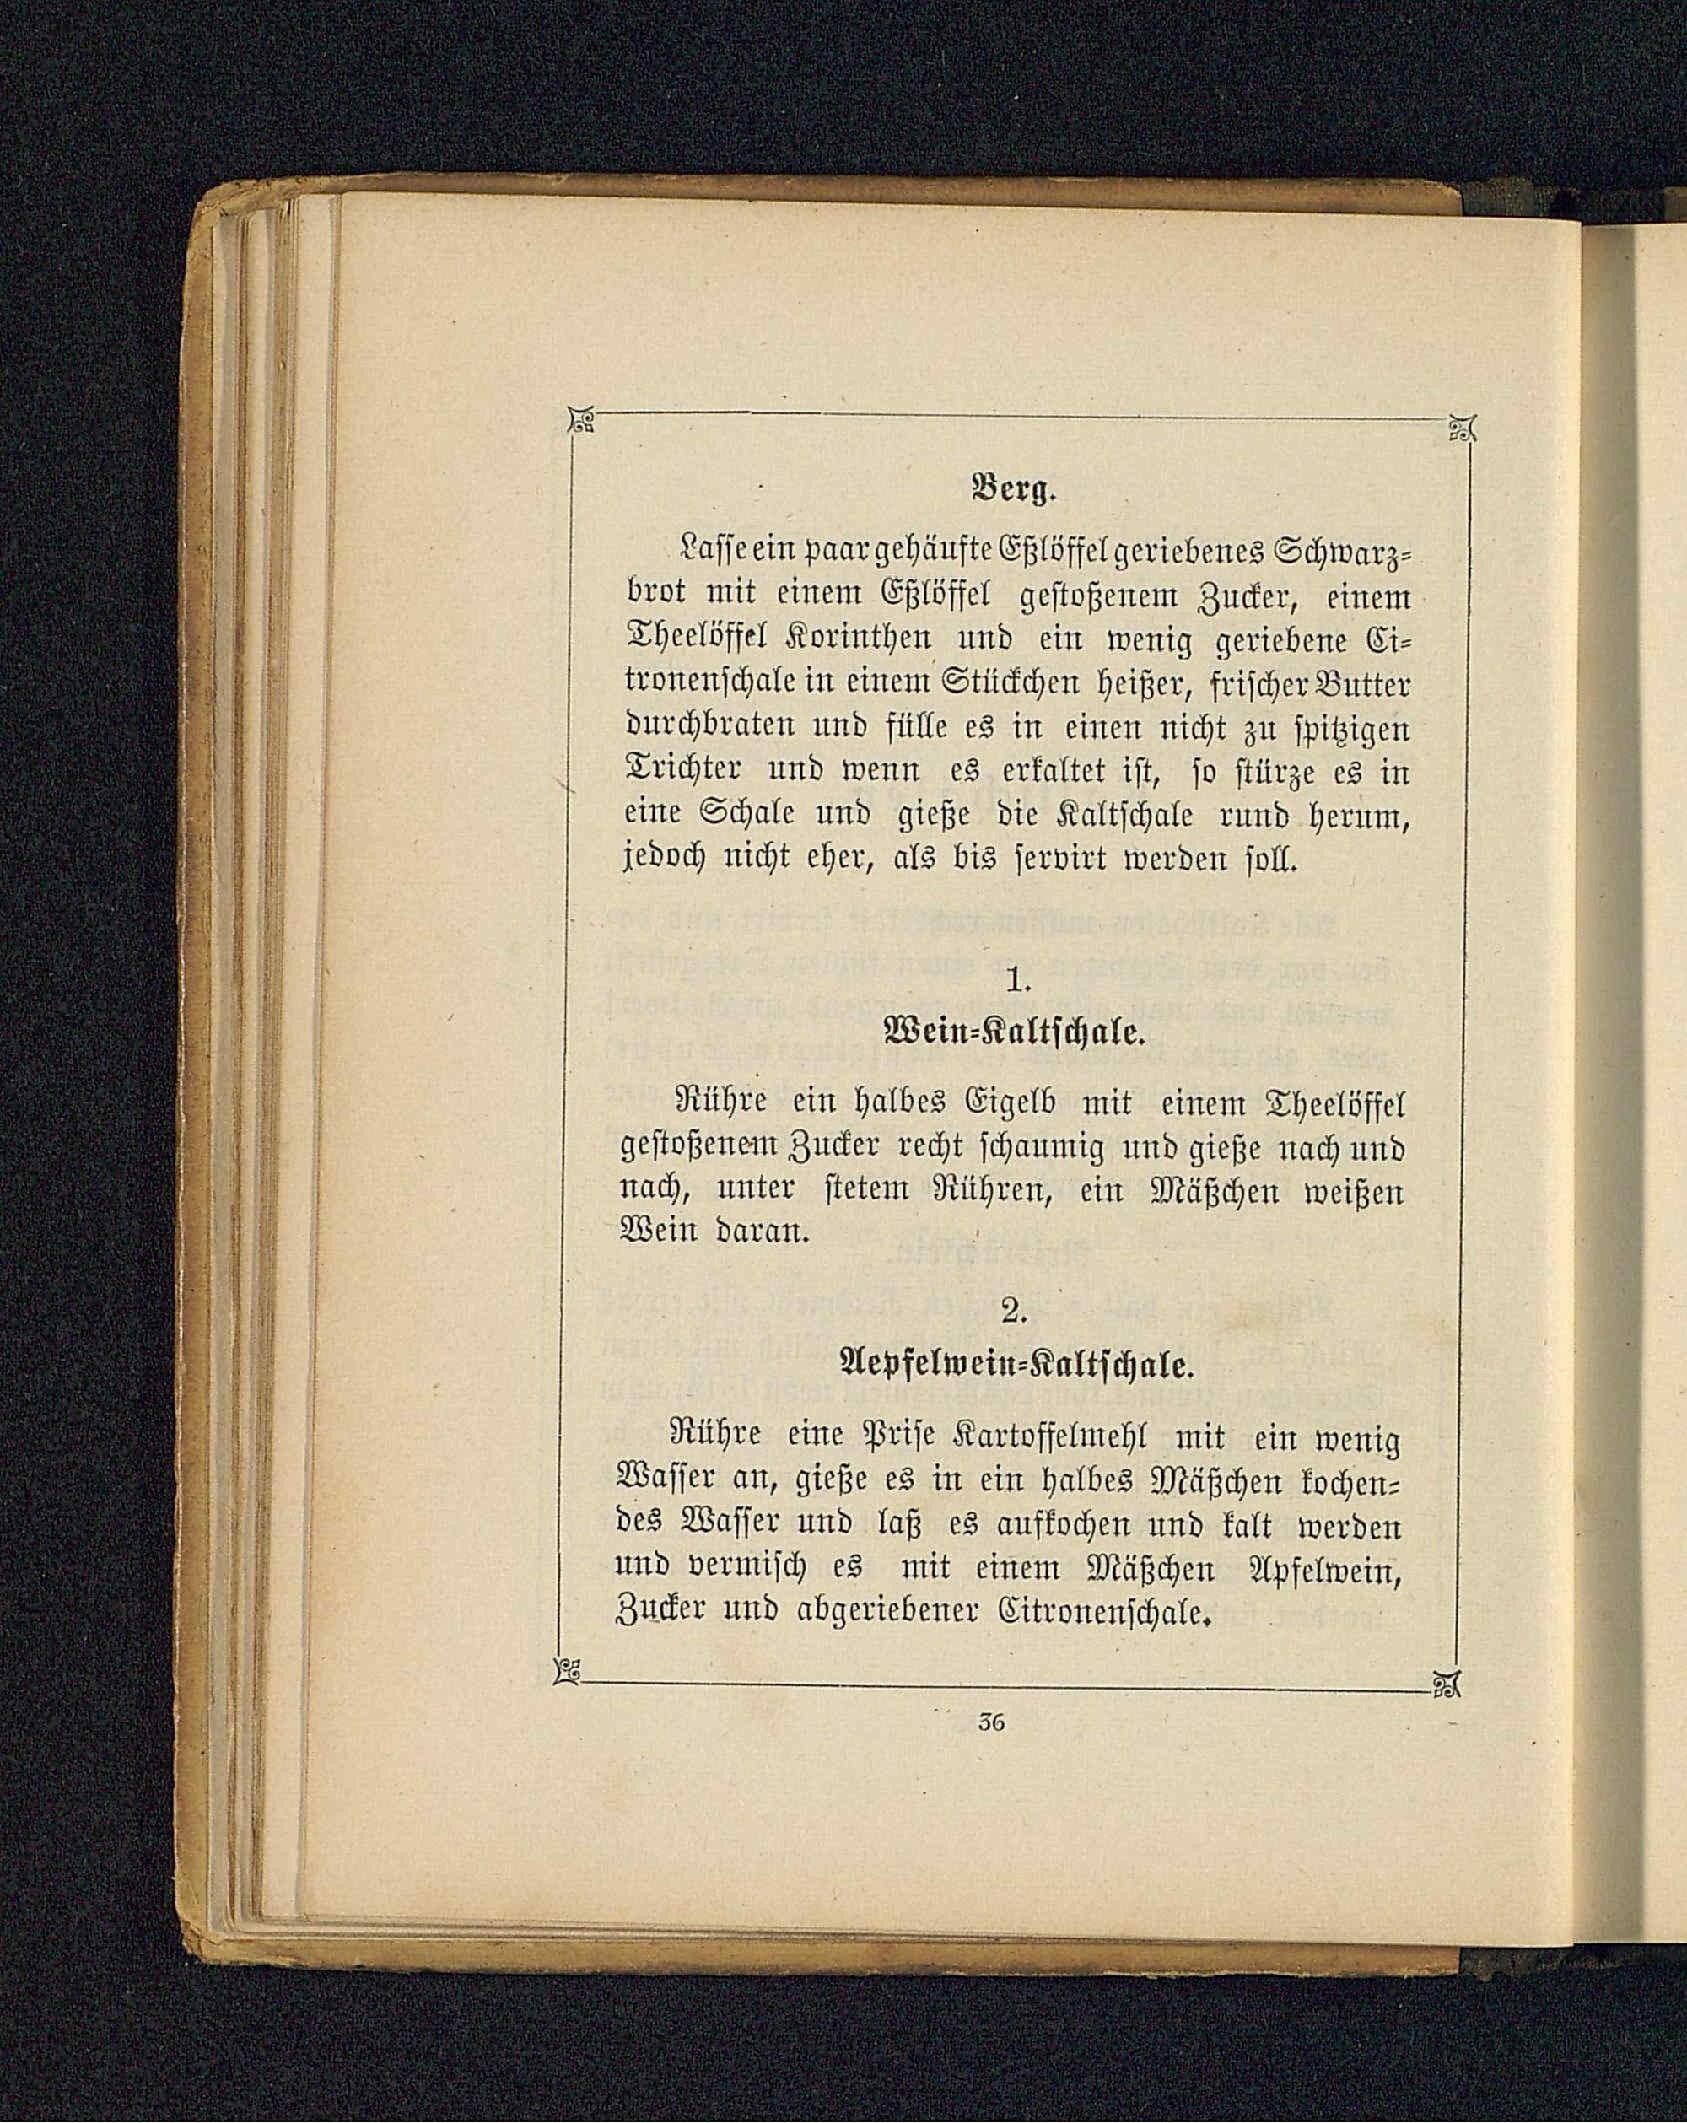 Berg.
Lasse ein paar gehäufte Eßlöffel geriebenes Schwarz-
brot mit einem Eßlöffel gestoßenem Zucker, einem
Theelöffel Korinthen und ein wenig geriebene Ci-
tronenschale in einem Stückchen heißer, frischer Butter
durchbraten und fülle es in einen nicht zu spitzigen
Trichter und wenn es erkaltet ist, so stürze es in
eine Schale und gieße die Kaltschale rund herum,
jedoch nicht eher, als bis servirt werden soll.
1.
Wein-Kaltschale.
Rühre ein halbes Eigelb mit einem Theelöffel
gestoßenem Zucker recht schaumig und gieße nach und
nach, unter stetem Rühren, ein Mäßchen weißen
Wein daran.
2.
Aepfelwein-Kaltschale.
Rühre eine Prise Kartoffelmehl mit ein wenig
Wasser an, gieße es in ein halbes Mäßchen kochen-
des Wasser und laß es aufkochen und kalt werden
und vermisch es mit einem Mäßchen Apfelwein,
Zucker und abgeriebener Citronenschale.
36